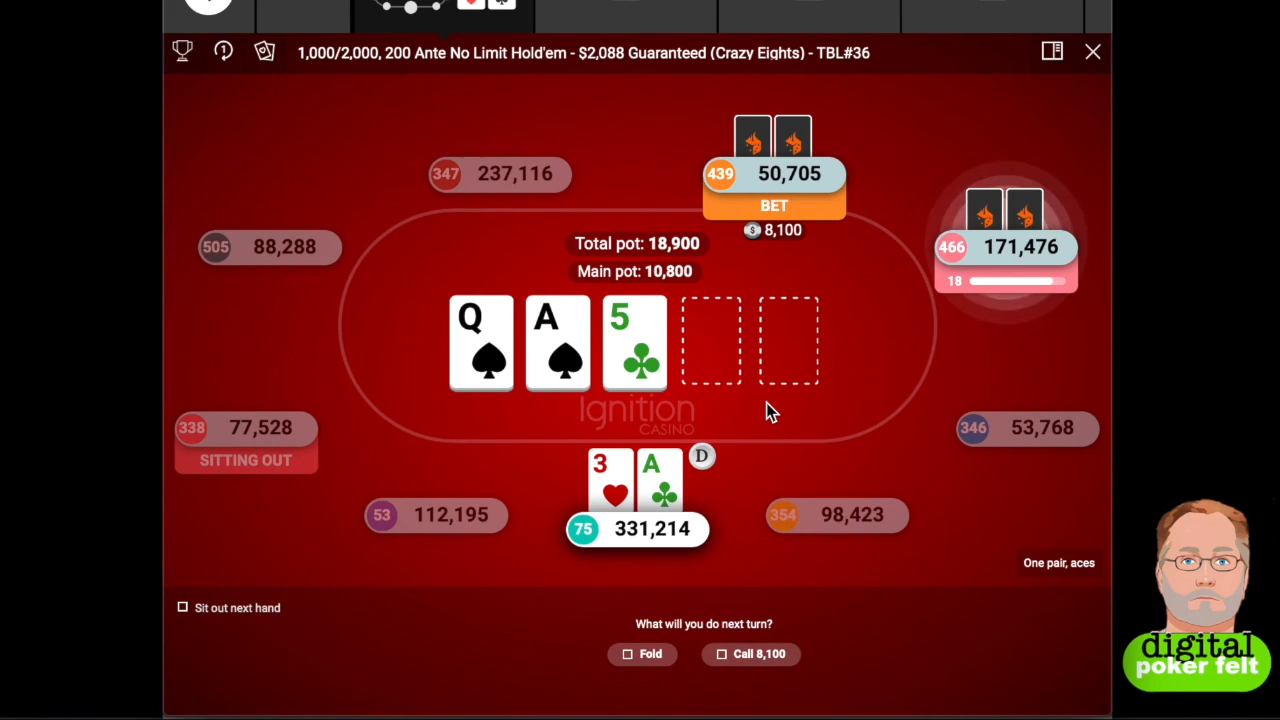 1,000/2,000, 200 Ante No Limit Hold'em - $2,088 Guaranteed (Crazy Eights) - TBL#36
1
439 50,705
BET
$ 8,100
347 237,116
466 171,476
18
505 88,288
Total pot: 18,900
Main pot: 10,800
Q A 5
Ignition
CASINO
338 77,528
SITTING OUT
346 53,768
3 A D
53 112,195
75 331,214
354 98,423
One pair, aces
Sit out next hand
What will you do next turn?
Fold Call 8,100
digital
poker felt